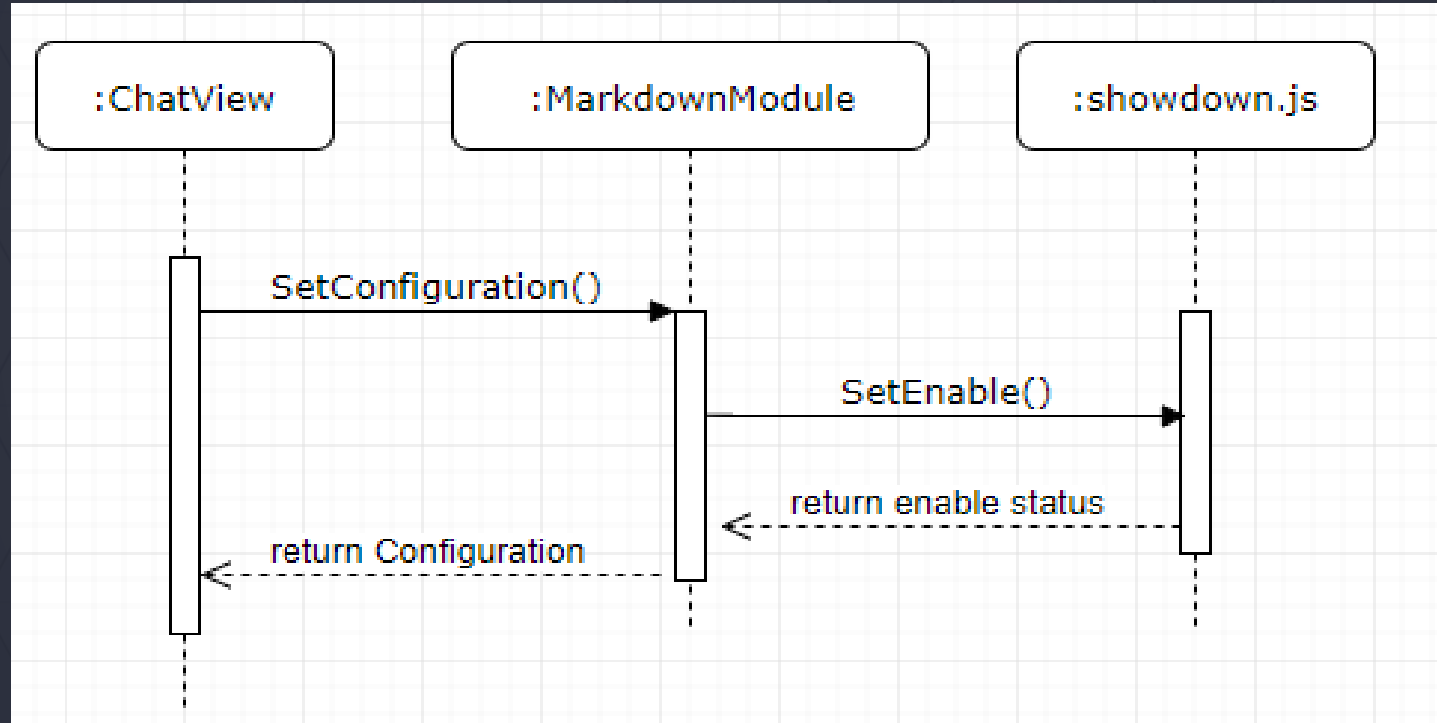 :ChatView
:MarkdownModule
:showdown.js
SetConfiguration()
SetEnable()
return enable status
return Configuration